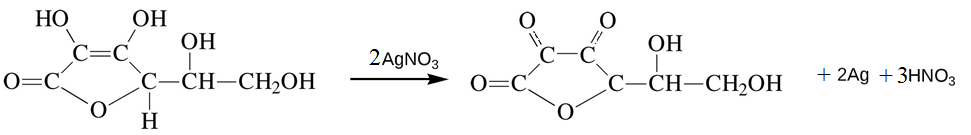 HO OH
OH
C=C
O=C C–CH–CH₂OH
O
H
2AgNO₃
O O
OH
C C
O=C C–CH–CH₂OH
O
+ 2Ag + 3HNO₃